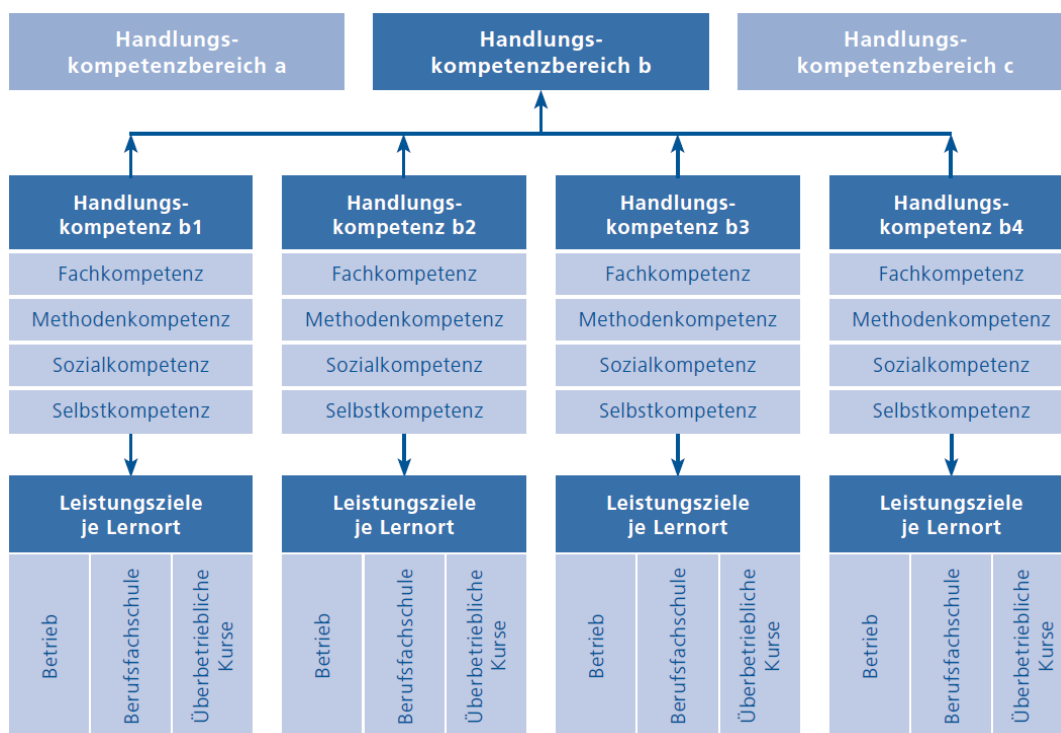 Handlungs-
kompetenzbereich a
Handlungs-
kompetenzbereich b
Handlungs-
kompetenzbereich c
Handlungs-
kompetenz b1
Fachkompetenz
Methodenkompetenz
Sozialkompetenz
Selbstkompetenz
Leistungsziele
je Lernort
Betrieb
Berufsfachschule
Überbetriebliche
Kurse
Handlungs-
kompetenz b2
Fachkompetenz
Methodenkompetenz
Sozialkompetenz
Selbstkompetenz
Leistungsziele
je Lernort
Betrieb
Berufsfachschule
Überbetriebliche
Kurse
Handlungs-
kompetenz b3
Fachkompetenz
Methodenkompetenz
Sozialkompetenz
Selbstkompetenz
Leistungsziele
je Lernort
Betrieb
Berufsfachschule
Überbetriebliche
Kurse
Handlungs-
kompetenz b4
Fachkompetenz
Methodenkompetenz
Sozialkompetenz
Selbstkompetenz
Leistungsziele
je Lernort
Betrieb
Berufsfachschule
Überbetriebliche
Kurse